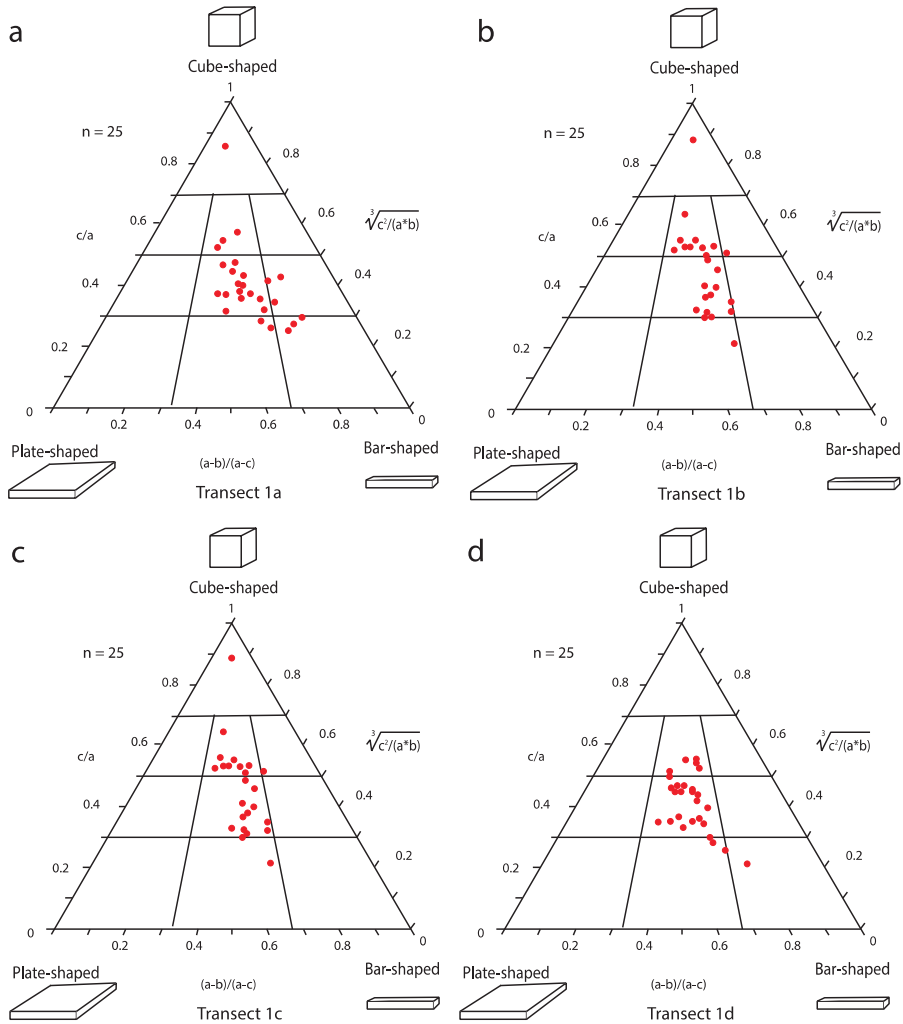 a
Cube-shaped
1
n = 25
0.8
0.8
0.6
0.6
c/a
∛c²/(a*b)
0.4
0.4
0.2
0.2
0
0
0.2
0.4
0.6
0.8
Plate-shaped
(a-b)/(a-c)
Bar-shaped
Transect 1a
b
Cube-shaped
1
n = 25
0.8
0.8
0.6
0.6
c/a
∛c²/(a*b)
0.4
0.4
0.2
0.2
0
0
0.2
0.4
0.6
0.8
Plate-shaped
(a-b)/(a-c)
Bar-shaped
Transect 1b
c
Cube-shaped
1
n = 25
0.8
0.8
0.6
0.6
c/a
∛c²/(a*b)
0.4
0.4
0.2
0.2
0
0
0.2
0.4
0.6
0.8
Plate-shaped
(a-b)/(a-c)
Bar-shaped
Transect 1c
d
Cube-shaped
1
n = 25
0.8
0.8
0.6
0.6
c/a
∛c²/(a*b)
0.4
0.4
0.2
0.2
0
0
0.2
0.4
0.6
0.8
Plate-shaped
(a-b)/(a-c)
Bar-shaped
Transect 1d